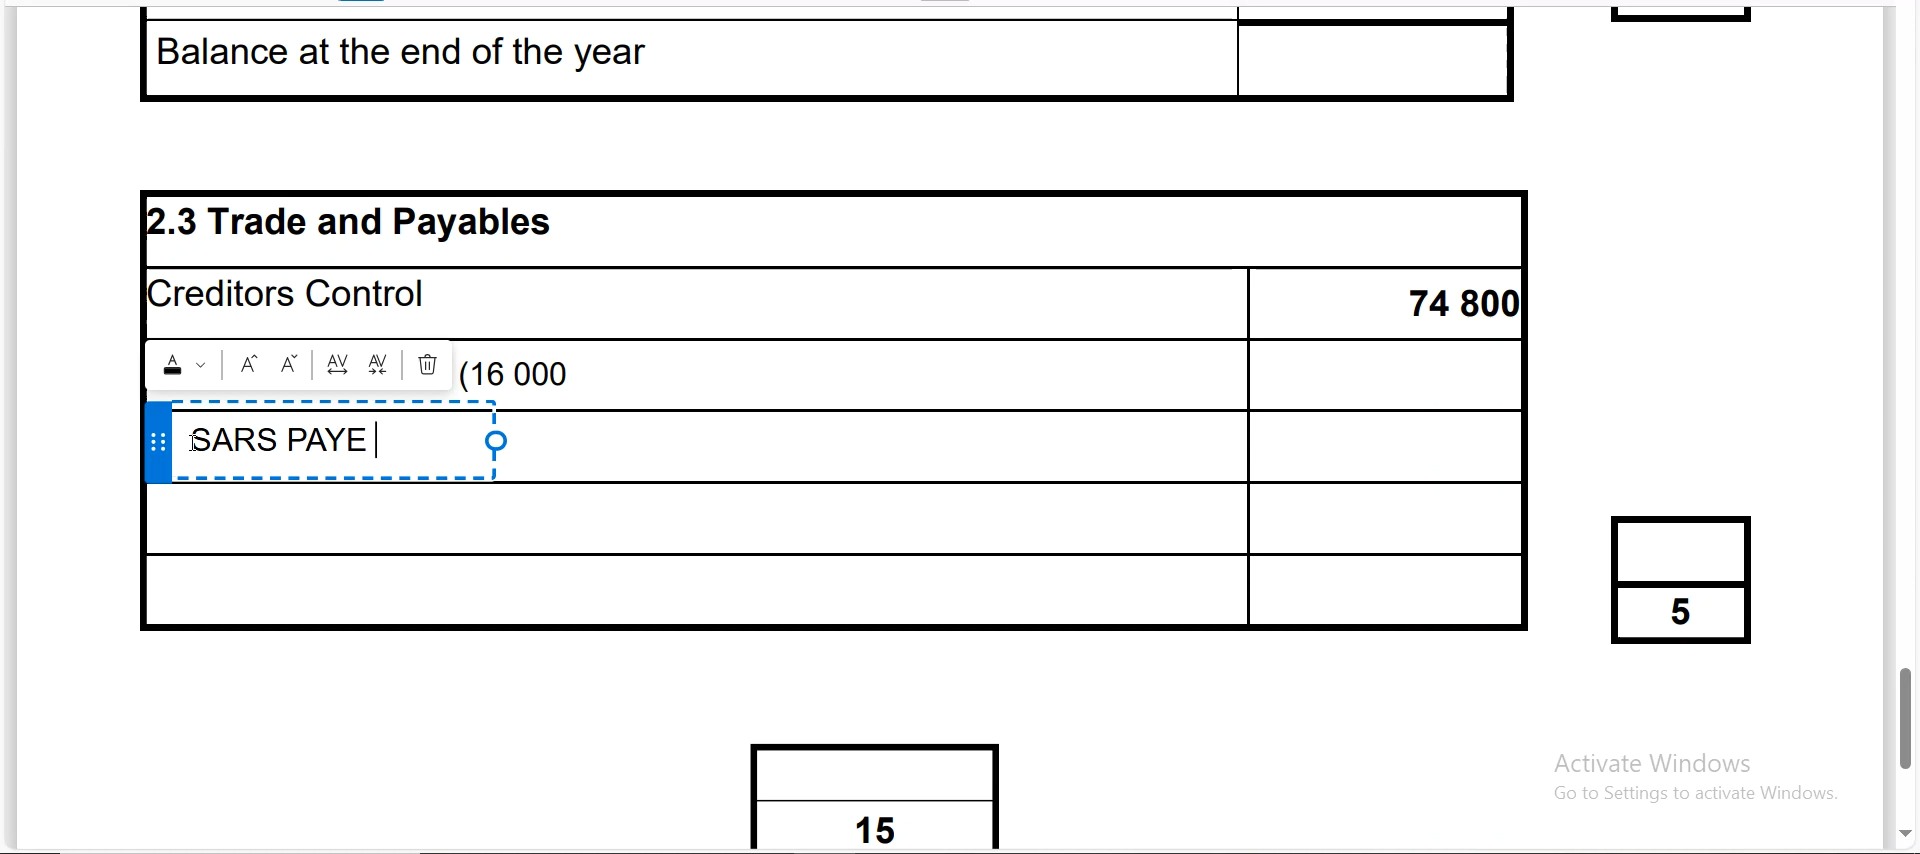 Balance at the end of the year
2.3 Trade and Payables
Creditors Control 74 800
(16 000
SARS PAYE
5
15
Activate Windows
Go to Settings to activate Windows.